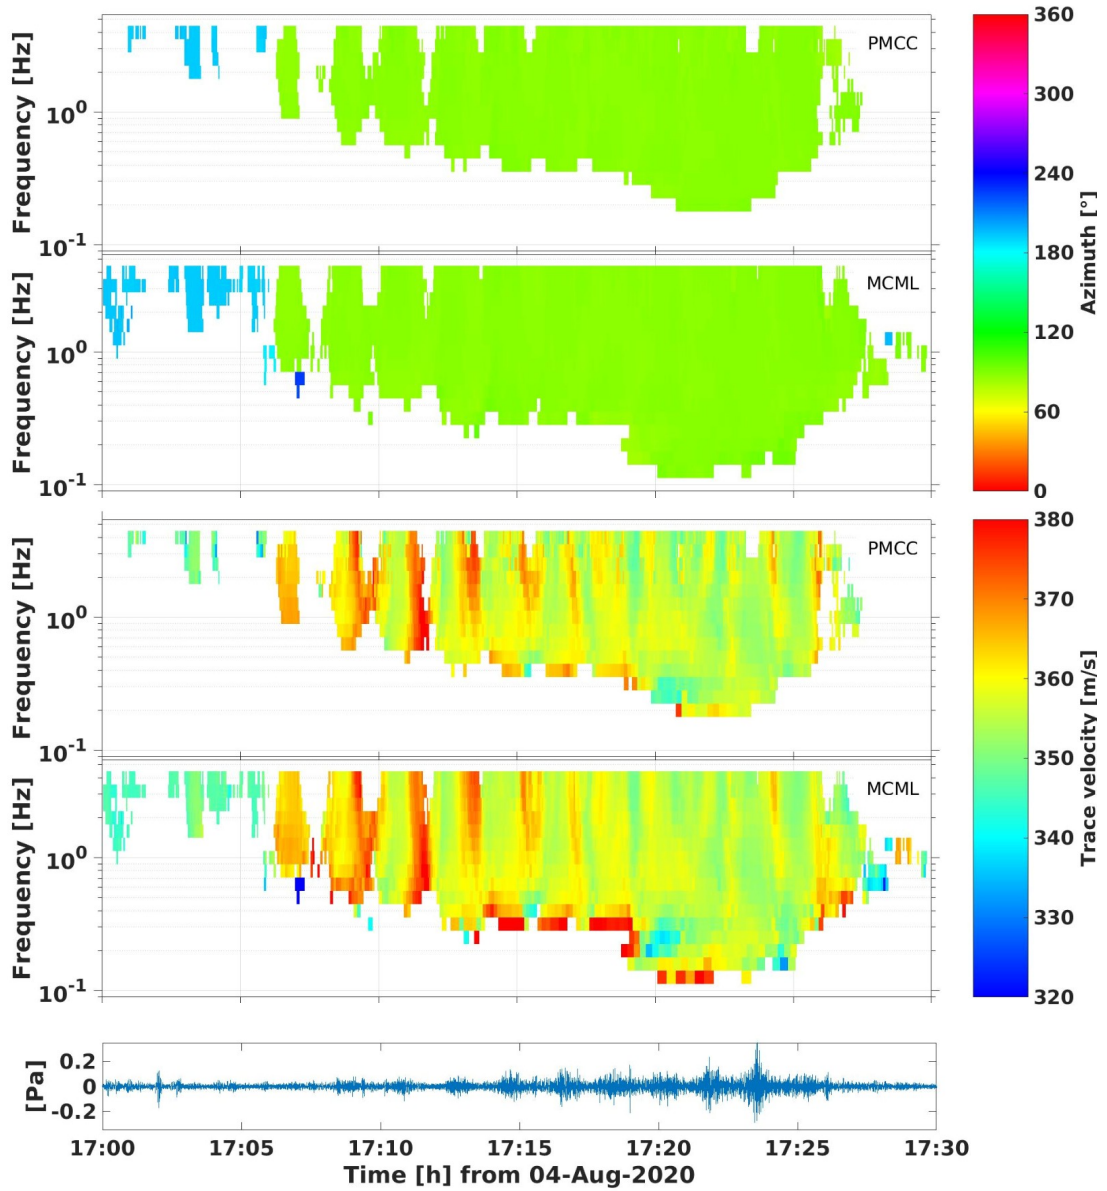 PMCC
Frequency [Hz]
10⁰
10⁻¹
MCML
Frequency [Hz]
10⁰
10⁻¹
360
300
240
180
120
60
0
Azimuth [°]
PMCC
Frequency [Hz]
10⁰
10⁻¹
MCML
Frequency [Hz]
10⁰
10⁻¹
380
370
360
350
340
330
320
Trace velocity [m/s]
[Pa]
0.2
0
-0.2
17:00 17:05 17:10 17:15 17:20 17:25 17:30
Time [h] from 04-Aug-2020